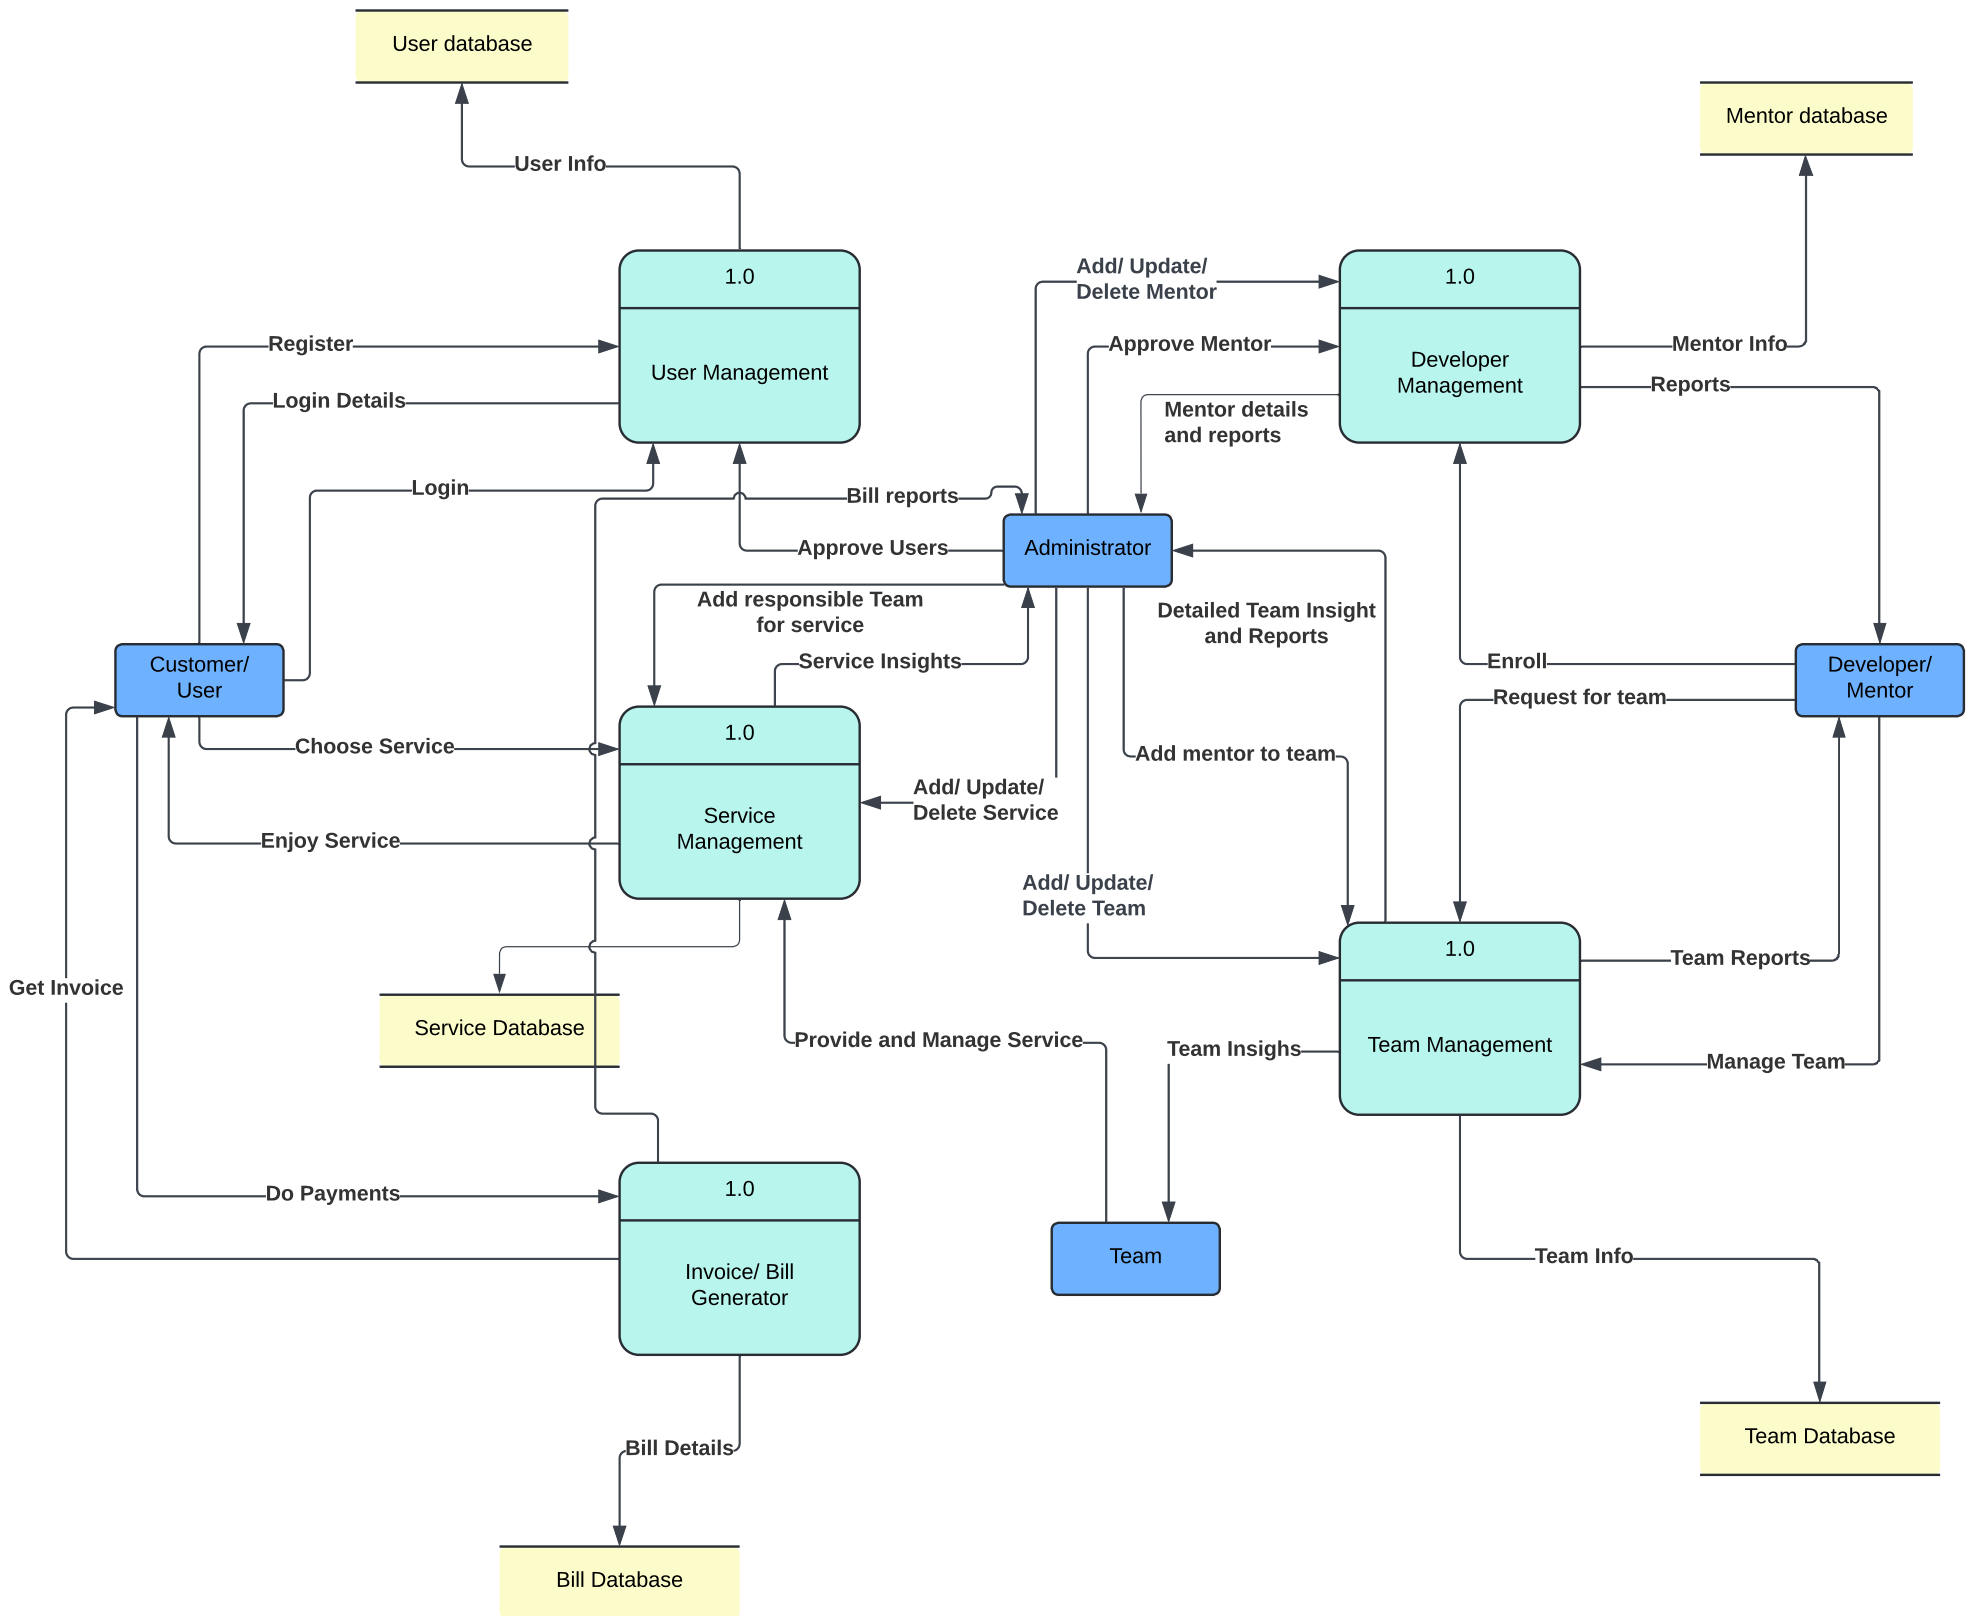 User database
Mentor database
User Info
1.0
User Management
Add/ Update/
Delete Mentor
1.0
Developer
Management
Register
Approve Mentor
Mentor Info
Reports
Login Details
Mentor details
and reports
Login
Bill reports
Approve Users
Administrator
Add responsible Team
for service
Detailed Team Insight
and Reports
Service Insights
Customer/
User
Enroll
Developer/
Mentor
Request for team
1.0
Service
Management
Choose Service
Add mentor to team
Add/ Update/
Delete Service
Enjoy Service
Add/ Update/
Delete Team
1.0
Team Management
Team Reports
Get Invoice
Service Database
Provide and Manage Service
Team Insighs
Manage Team
Do Payments
1.0
Invoice/ Bill
Generator
Team
Team Info
Bill Details
Team Database
Bill Database